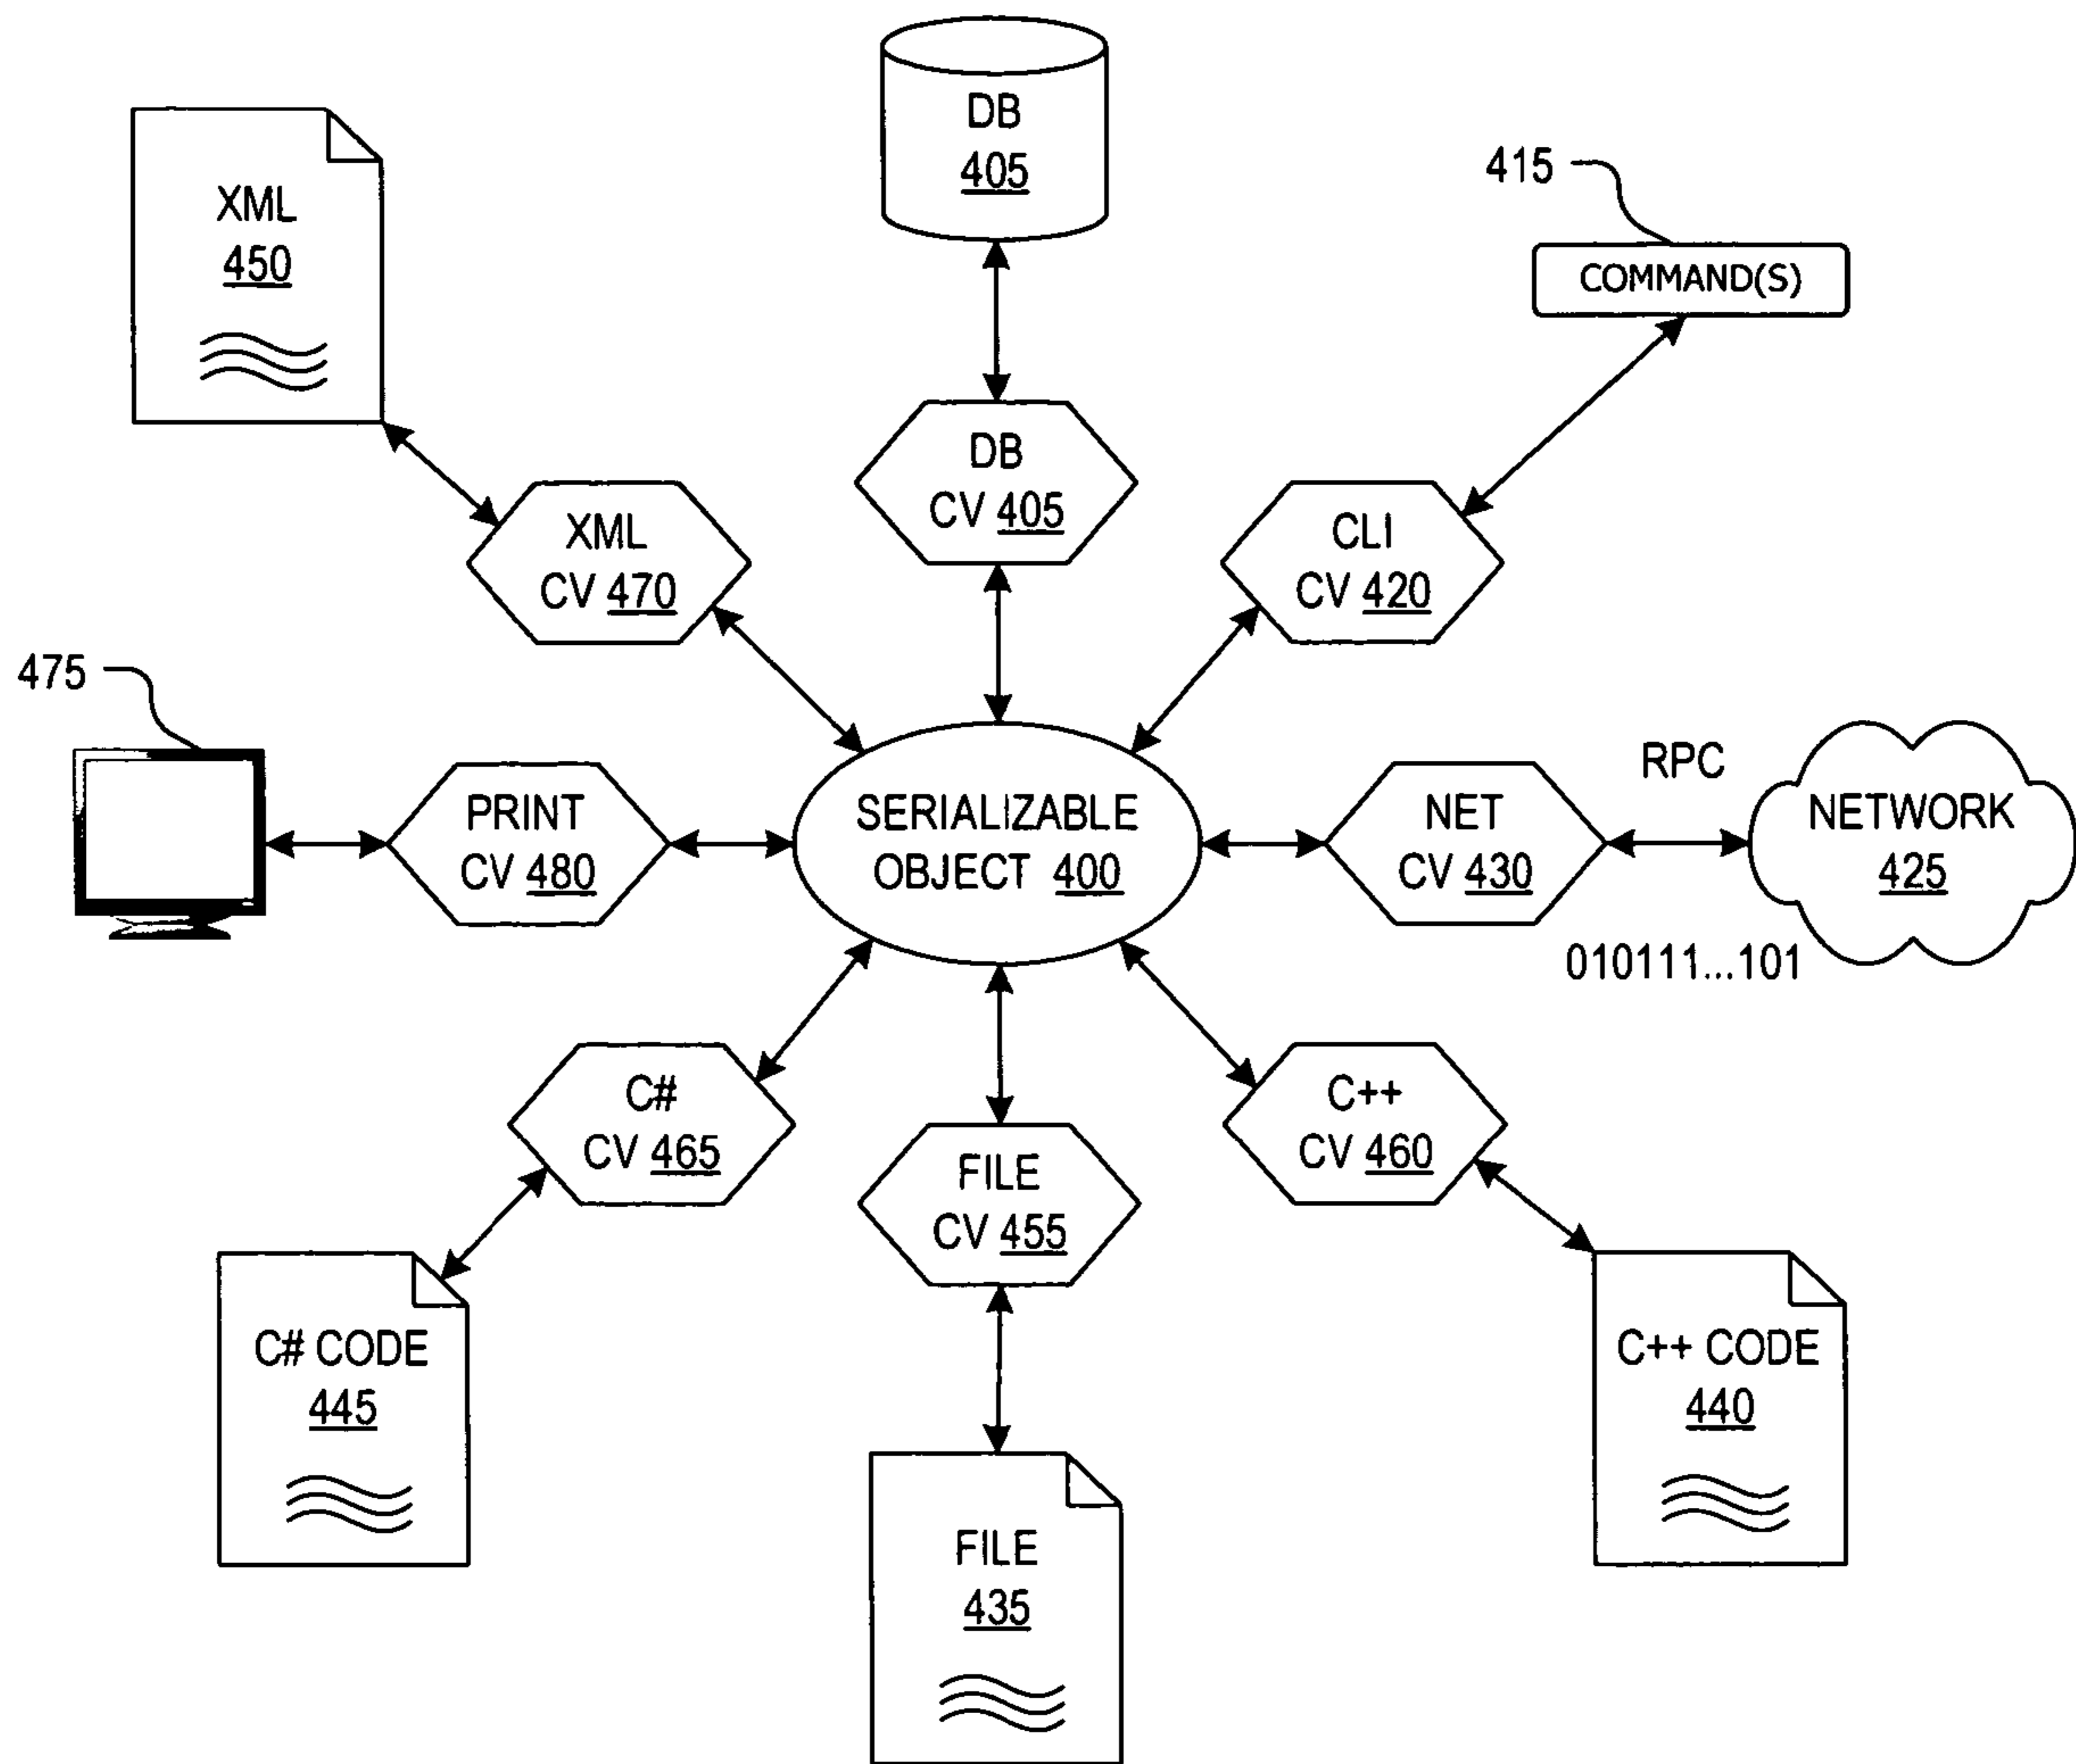 DB
405
415
XML
450
COMMAND(S)
DB
CV 405
XML
CV 470
CLI
CV 420
475
RPC
PRINT
CV 480
SERIALIZABLE
OBJECT 400
NET
CV 430
NETWORK
425
010111...101
C#
CV 465
C++
CV 460
FILE
CV 455
C# CODE
445
C++ CODE
440
FILE
435